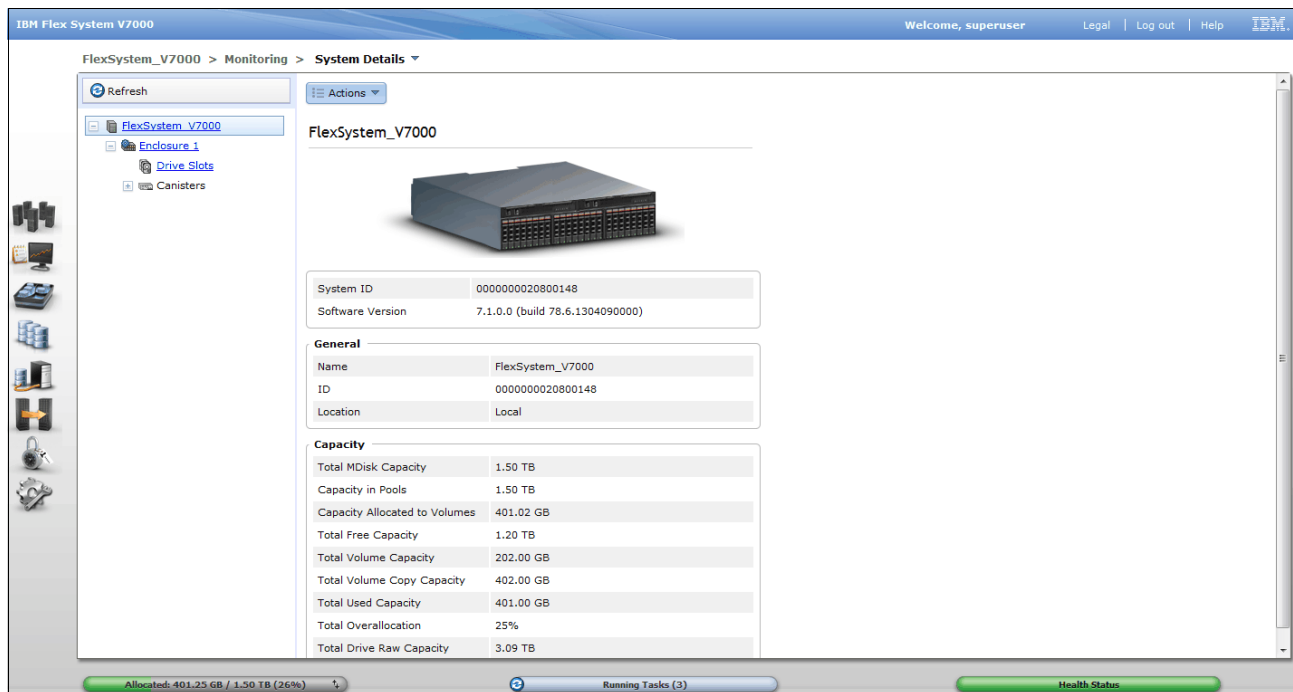 IBM Flex System V7000 Welcome, superuser Legal | Log out | Help IBM.
FlexSystem_V7000 > Monitoring > System Details
Refresh
Actions
FlexSystem_V7000
Enclosure 1
Drive Slots
Canisters
FlexSystem_V7000
System ID 0000000020800148
Software Version 7.1.0.0 (build 78.6.1304090000)
General
Name FlexSystem_V7000
ID 0000000020800148
Location Local
Capacity
Total MDisk Capacity 1.50 TB
Capacity in Pools 1.50 TB
Capacity Allocated to Volumes 401.02 GB
Total Free Capacity 1.20 TB
Total Volume Capacity 202.00 GB
Total Volume Copy Capacity 402.00 GB
Total Used Capacity 401.00 GB
Total Overallocation 25%
Total Drive Raw Capacity 3.09 TB
Allocated: 401.25 GB / 1.50 TB (26%) Running Tasks (3) Health Status